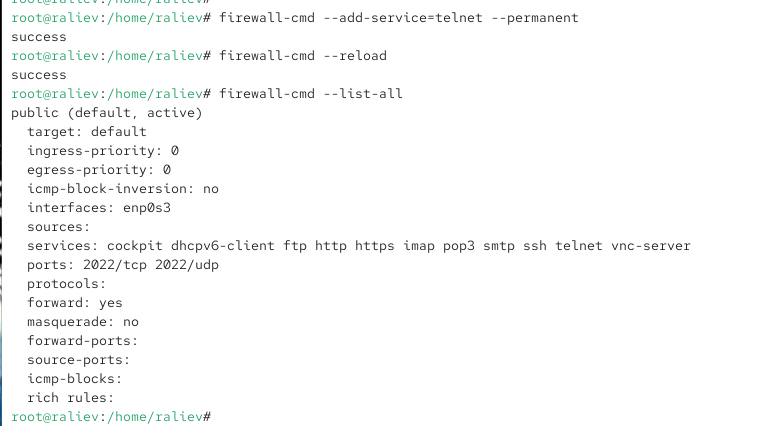 root@raliev:/home/raliev#
root@raliev:/home/raliev# firewall-cmd --add-service=telnet --permanent
success
root@raliev:/home/raliev# firewall-cmd --reload
success
root@raliev:/home/raliev# firewall-cmd --list-all
public (default, active)
  target: default
  ingress-priority: 0
  egress-priority: 0
  icmp-block-inversion: no
  interfaces: enp0s3
  sources:
  services: cockpit dhcpv6-client ftp http https imap pop3 smtp ssh telnet vnc-server
  ports: 2022/tcp 2022/udp
  protocols:
  forward: yes
  masquerade: no
  forward-ports:
  source-ports:
  icmp-blocks:
  rich rules:
root@raliev:/home/raliev#